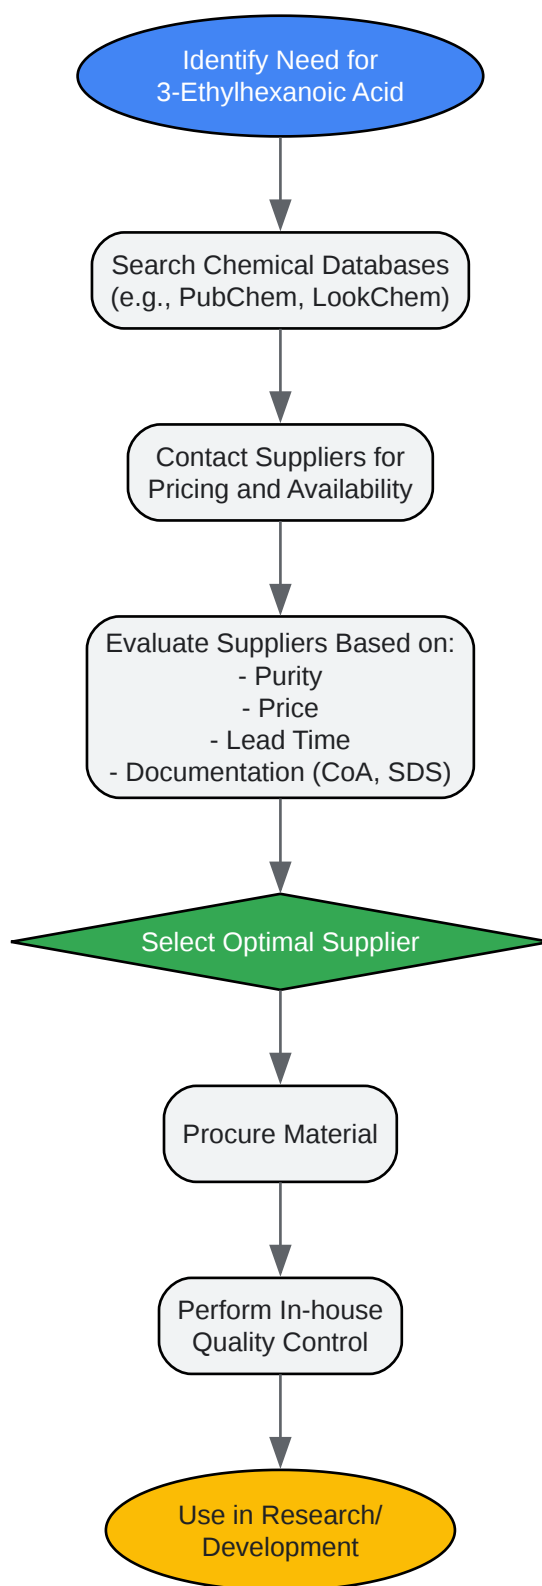 Identify Need for
3-Ethylhexanoic Acid
Search Chemical Databases
(e.g., PubChem, LookChem)
Contact Suppliers for
Pricing and Availability
Evaluate Suppliers Based on:
- Purity
- Price
- Lead Time
- Documentation (CoA, SDS)
Select Optimal Supplier
Procure Material
Perform In-house
Quality Control
Use in Research/
Development